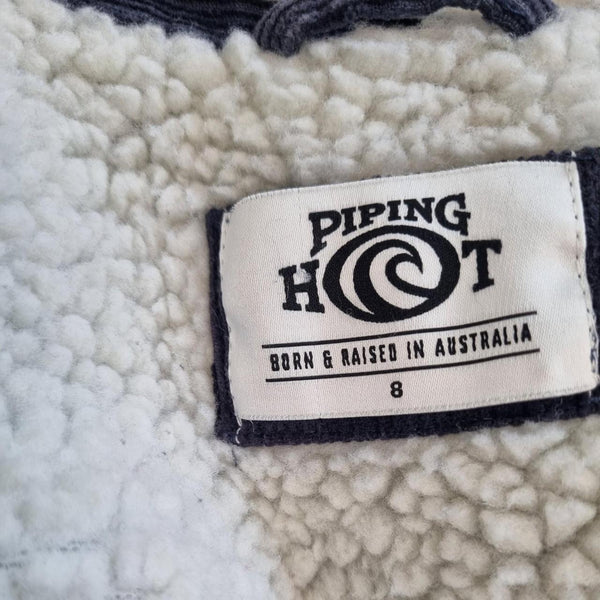 PIPING
HOT
BORN & RAISED IN AUSTRALIA
8